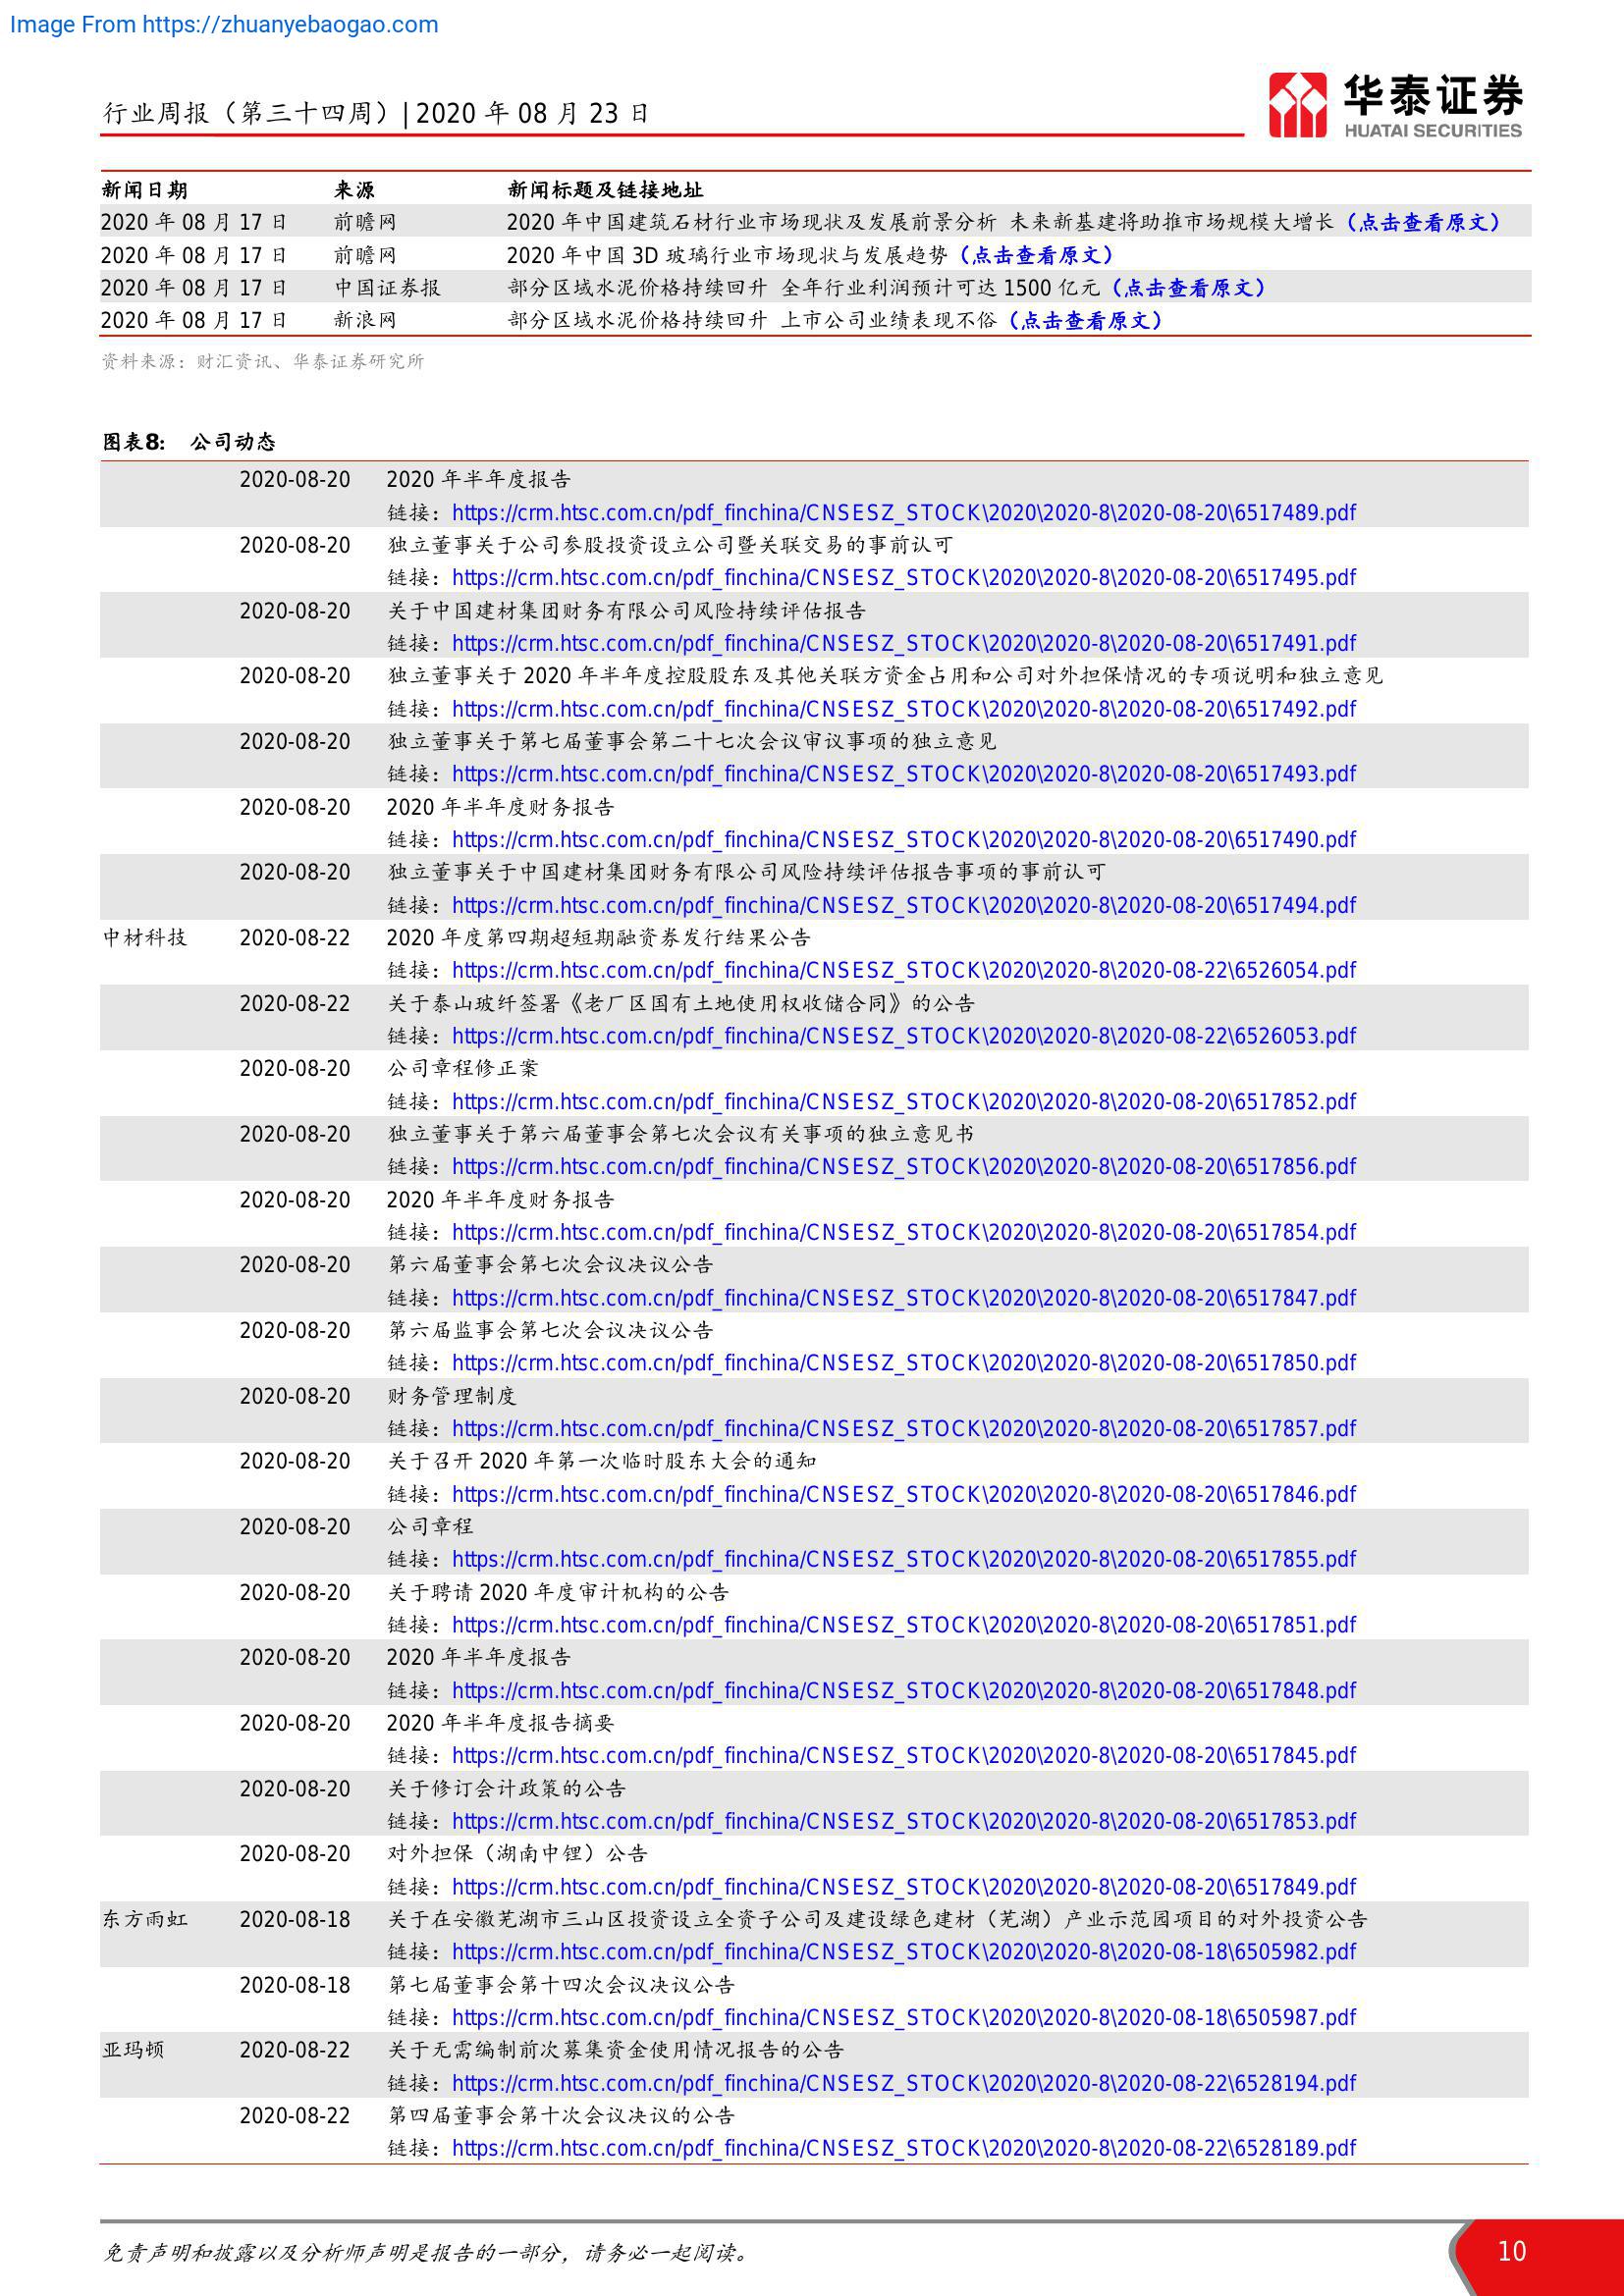 Image From https://zhuanyebaogao.com
行业周报（第三十四周）| 2020 年 08 月 23 日
华泰证券
HUATAI SECURITIES
新闻日期 来源 新闻标题及链接地址
2020 年 08 月 17 日 前瞻网 2020 年中国建筑石材行业市场现状及发展前景分析 未来新基建将助推市场规模大增长（点击查看原文）
2020 年 08 月 17 日 前瞻网 2020 年中国 3D 玻璃行业市场现状与发展趋势（点击查看原文）
2020 年 08 月 17 日 中国证券报 部分区域水泥价格持续回升 全年行业利润预计可达 1500 亿元（点击查看原文）
2020 年 08 月 17 日 新浪网 部分区域水泥价格持续回升 上市公司业绩表现不俗（点击查看原文）
资料来源：财汇资讯、华泰证券研究所
图表8: 公司动态
2020-08-20 2020 年半年度报告
链接：https://crm.htsc.com.cn/pdf_finchina/CNSESZ_STOCK\2020\2020-8\2020-08-20\6517489.pdf
2020-08-20 独立董事关于公司参股投资设立公司暨关联交易的事前认可
链接：https://crm.htsc.com.cn/pdf_finchina/CNSESZ_STOCK\2020\2020-8\2020-08-20\6517495.pdf
2020-08-20 关于中国建材集团财务有限公司风险持续评估报告
链接：https://crm.htsc.com.cn/pdf_finchina/CNSESZ_STOCK\2020\2020-8\2020-08-20\6517491.pdf
2020-08-20 独立董事关于 2020 年半年度控股股东及其他关联方资金占用和公司对外担保情况的专项说明和独立意见
链接：https://crm.htsc.com.cn/pdf_finchina/CNSESZ_STOCK\2020\2020-8\2020-08-20\6517492.pdf
2020-08-20 独立董事关于第七届董事会第二十七次会议审议事项的独立意见
链接：https://crm.htsc.com.cn/pdf_finchina/CNSESZ_STOCK\2020\2020-8\2020-08-20\6517493.pdf
2020-08-20 2020 年半年度财务报告
链接：https://crm.htsc.com.cn/pdf_finchina/CNSESZ_STOCK\2020\2020-8\2020-08-20\6517490.pdf
2020-08-20 独立董事关于中国建材集团财务有限公司风险持续评估报告事项的事前认可
链接：https://crm.htsc.com.cn/pdf_finchina/CNSESZ_STOCK\2020\2020-8\2020-08-20\6517494.pdf
中材科技 2020-08-22 2020 年度第四期超短期融资券发行结果公告
链接：https://crm.htsc.com.cn/pdf_finchina/CNSESZ_STOCK\2020\2020-8\2020-08-22\6526054.pdf
2020-08-22 关于泰山玻纤签署《老厂区国有土地使用权收储合同》的公告
链接：https://crm.htsc.com.cn/pdf_finchina/CNSESZ_STOCK\2020\2020-8\2020-08-22\6526053.pdf
2020-08-20 公司章程修正案
链接：https://crm.htsc.com.cn/pdf_finchina/CNSESZ_STOCK\2020\2020-8\2020-08-20\6517852.pdf
2020-08-20 独立董事关于第六届董事会第七次会议有关事项的独立意见书
链接：https://crm.htsc.com.cn/pdf_finchina/CNSESZ_STOCK\2020\2020-8\2020-08-20\6517856.pdf
2020-08-20 2020 年半年度财务报告
链接：https://crm.htsc.com.cn/pdf_finchina/CNSESZ_STOCK\2020\2020-8\2020-08-20\6517854.pdf
2020-08-20 第六届董事会第七次会议决议公告
链接：https://crm.htsc.com.cn/pdf_finchina/CNSESZ_STOCK\2020\2020-8\2020-08-20\6517847.pdf
2020-08-20 第六届监事会第七次会议决议公告
链接：https://crm.htsc.com.cn/pdf_finchina/CNSESZ_STOCK\2020\2020-8\2020-08-20\6517850.pdf
2020-08-20 财务管理制度
链接：https://crm.htsc.com.cn/pdf_finchina/CNSESZ_STOCK\2020\2020-8\2020-08-20\6517857.pdf
2020-08-20 关于召开 2020 年第一次临时股东大会的通知
链接：https://crm.htsc.com.cn/pdf_finchina/CNSESZ_STOCK\2020\2020-8\2020-08-20\6517846.pdf
2020-08-20 公司章程
链接：https://crm.htsc.com.cn/pdf_finchina/CNSESZ_STOCK\2020\2020-8\2020-08-20\6517855.pdf
2020-08-20 关于聘请 2020 年度审计机构的公告
链接：https://crm.htsc.com.cn/pdf_finchina/CNSESZ_STOCK\2020\2020-8\2020-08-20\6517851.pdf
2020-08-20 2020 年半年度报告
链接：https://crm.htsc.com.cn/pdf_finchina/CNSESZ_STOCK\2020\2020-8\2020-08-20\6517848.pdf
2020-08-20 2020 年半年度报告摘要
链接：https://crm.htsc.com.cn/pdf_finchina/CNSESZ_STOCK\2020\2020-8\2020-08-20\6517845.pdf
2020-08-20 关于修订会计政策的公告
链接：https://crm.htsc.com.cn/pdf_finchina/CNSESZ_STOCK\2020\2020-8\2020-08-20\6517853.pdf
2020-08-20 对外担保（湖南中锂）公告
链接：https://crm.htsc.com.cn/pdf_finchina/CNSESZ_STOCK\2020\2020-8\2020-08-20\6517849.pdf
东方雨虹 2020-08-18 关于在安徽芜湖市三山区投资设立全资子公司及建设绿色建材（芜湖）产业示范园项目的对外投资公告
链接：https://crm.htsc.com.cn/pdf_finchina/CNSESZ_STOCK\2020\2020-8\2020-08-18\6505982.pdf
2020-08-18 第七届董事会第十四次会议决议公告
链接：https://crm.htsc.com.cn/pdf_finchina/CNSESZ_STOCK\2020\2020-8\2020-08-18\6505987.pdf
亚玛顿 2020-08-22 关于无需编制前次募集资金使用情况报告的公告
链接：https://crm.htsc.com.cn/pdf_finchina/CNSESZ_STOCK\2020\2020-8\2020-08-22\6528194.pdf
2020-08-22 第四届董事会第十次会议决议的公告
链接：https://crm.htsc.com.cn/pdf_finchina/CNSESZ_STOCK\2020\2020-8\2020-08-22\6528189.pdf
免责声明和披露以及分析师声明是报告的一部分，请务必一起阅读。 10